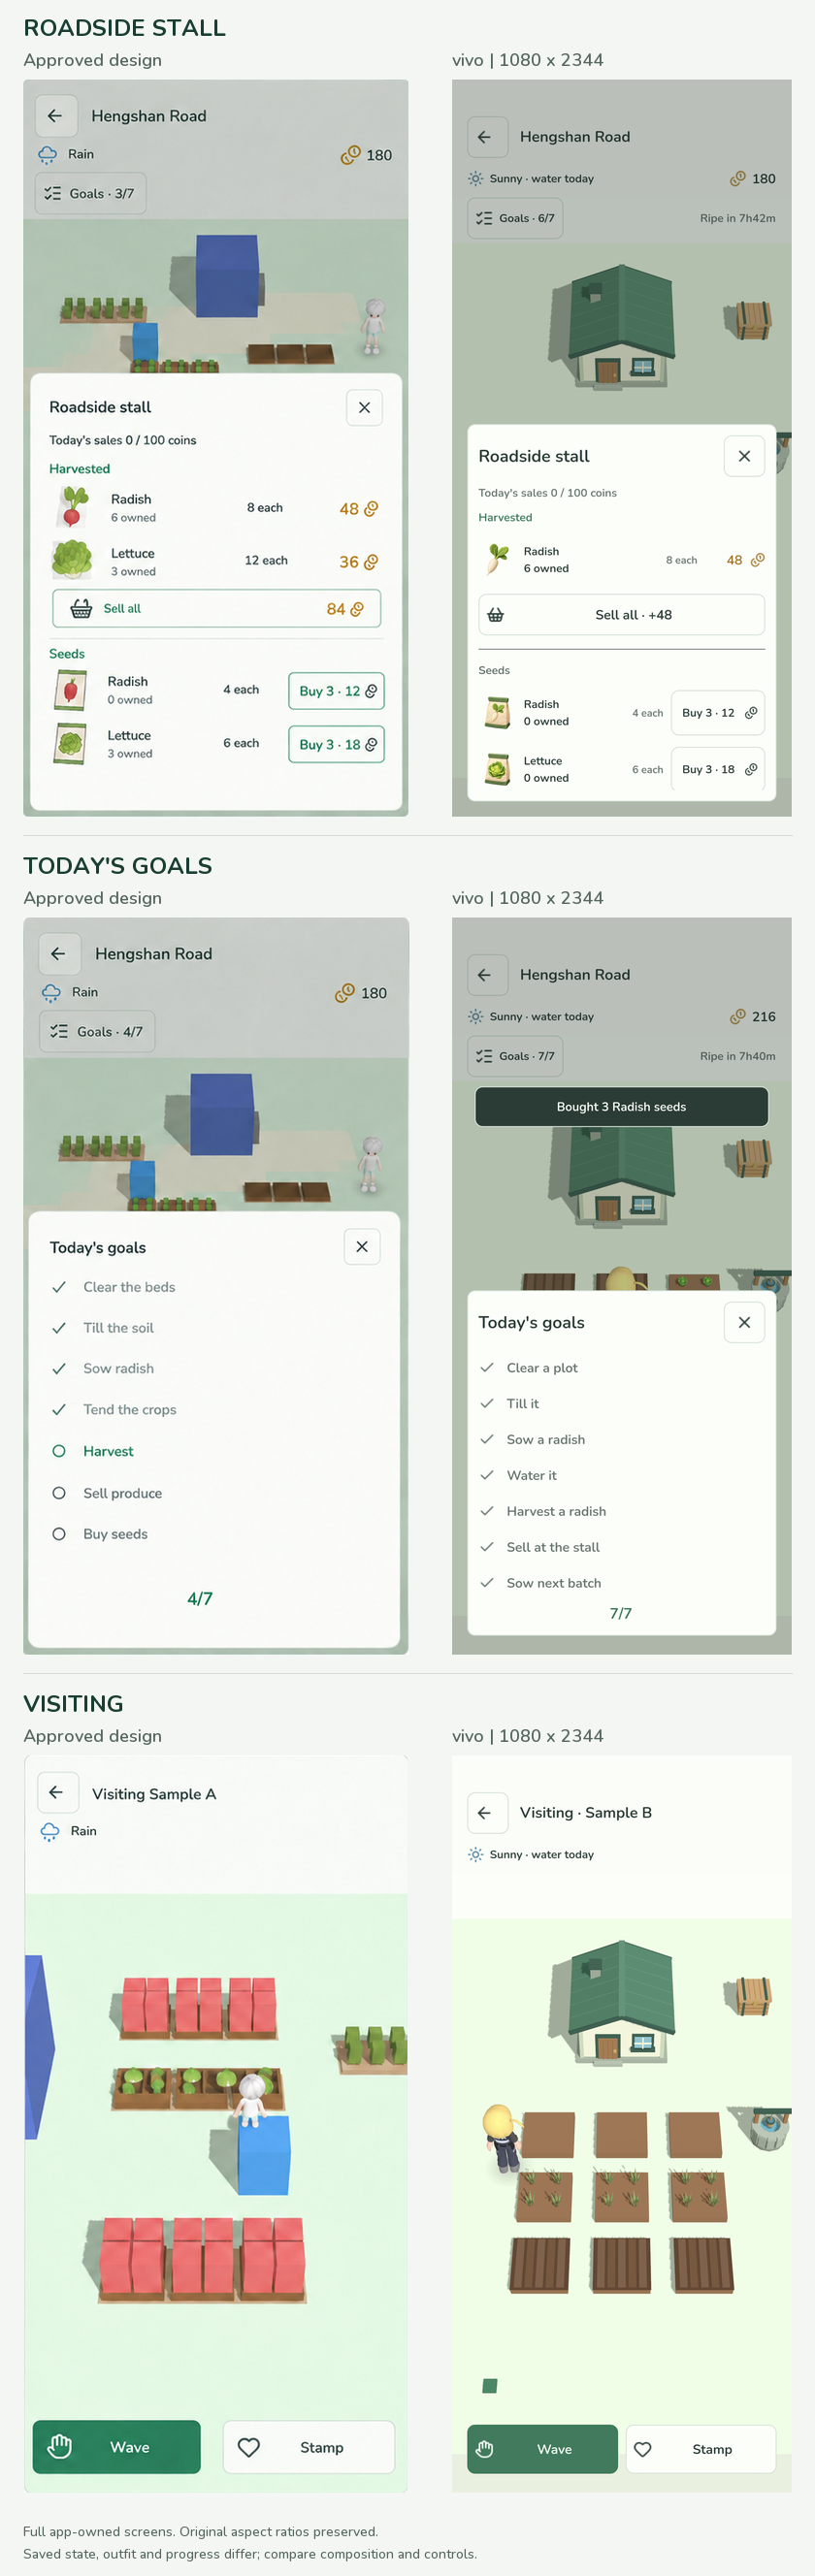 ROADSIDE STALL
Approved design
Hengshan Road
Rain
180
Goals · 3/7
Roadside stall
Today's sales 0 / 100 coins
Harvested
Radish
6 owned
8 each
48
Lettuce
3 owned
12 each
36
Sell all
84
Seeds
Radish
0 owned
4 each
Buy 3 · 12
Lettuce
3 owned
6 each
Buy 3 · 18
vivo | 1080 x 2344
Hengshan Road
Sunny · water today
180
Goals · 6/7
Ripe in 7h42m
Roadside stall
Today's sales 0 / 100 coins
Harvested
Radish
6 owned
8 each
48
Sell all · +48
Seeds
Radish
0 owned
4 each
Buy 3 · 12
Lettuce
0 owned
6 each
Buy 3 · 18
TODAY'S GOALS
Approved design
Hengshan Road
Rain
180
Goals · 4/7
Today's goals
Clear the beds
Till the soil
Sow radish
Tend the crops
Harvest
Sell produce
Buy seeds
4/7
vivo | 1080 x 2344
Hengshan Road
Sunny · water today
216
Goals · 7/7
Ripe in 7h40m
Bought 3 Radish seeds
Today's goals
Clear a plot
Till it
Sow a radish
Water it
Harvest a radish
Sell at the stall
Sow next batch
7/7
VISITING
Approved design
Visiting Sample A
Rain
Wave
Stamp
vivo | 1080 x 2344
Visiting · Sample B
Sunny · water today
Wave
Stamp
Full app-owned screens. Original aspect ratios preserved.
Saved state, outfit and progress differ; compare composition and controls.